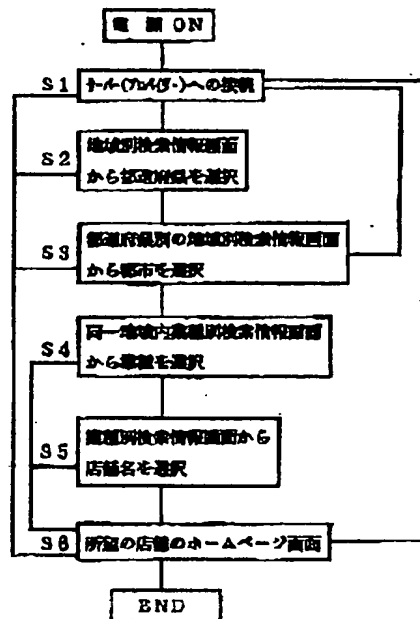 電源 ON
S1 サーバー(プロバイダー)への接続
S2 地域別検索情報画面
から都道府県を選択
S3 都道府県別の地域別検索情報画面
から都市を選択
S4 同一地域内業種別検索情報画面
から業種を選択
S5 業種別検索情報画面から
店舗名を選択
S6 所望の店舗のホームページ画面
END